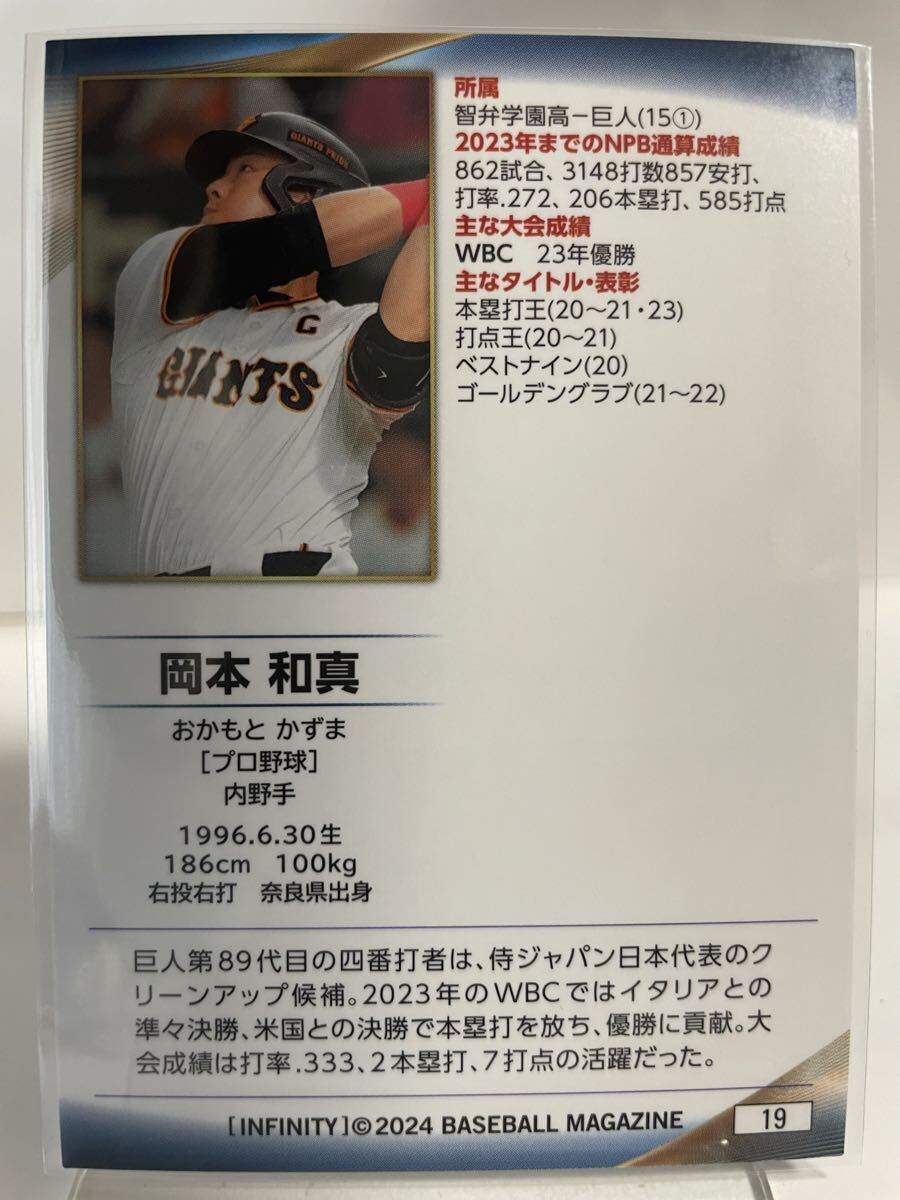 GIANTS PRIDE
C
GIANTS
所属
智弁学園高－巨人(15①)
2023年までのNPB通算成績
862試合、3148打数857安打、
打率.272、206本塁打、585打点
主な大会成績
WBC　23年優勝
主なタイトル・表彰
本塁打王(20〜21・23)
打点王(20〜21)
ベストナイン(20)
ゴールデングラブ(21〜22)
岡本 和真
おかもと かずま
［プロ野球］
内野手
1996.6.30生
186cm　100kg
右投右打　奈良県出身
巨人第89代目の四番打者は、侍ジャパン日本代表のク
リーンアップ候補。2023年のWBCではイタリアとの
準々決勝、米国との決勝で本塁打を放ち、優勝に貢献。大
会成績は打率.333、2本塁打、7打点の活躍だった。
［INFINITY］©2024 BASEBALL MAGAZINE
19